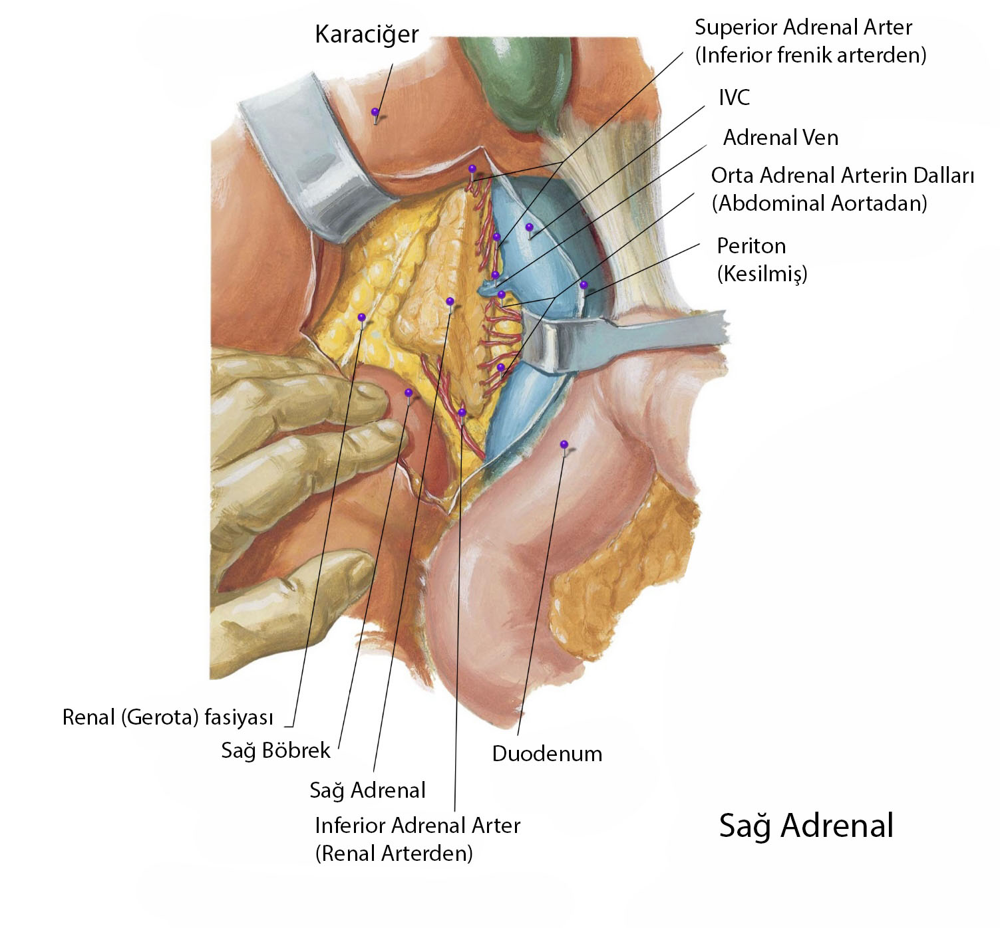 Karaciğer
Superior Adrenal Arter
(Inferior frenik arterden)
IVC
Adrenal Ven
Orta Adrenal Arterin Dalları
(Abdominal Aortadan)
Periton
(Kesilmiş)
Renal (Gerota) fasiyası
Sağ Böbrek
Sağ Adrenal
Inferior Adrenal Arter
(Renal Arterden)
Duodenum
Sağ Adrenal